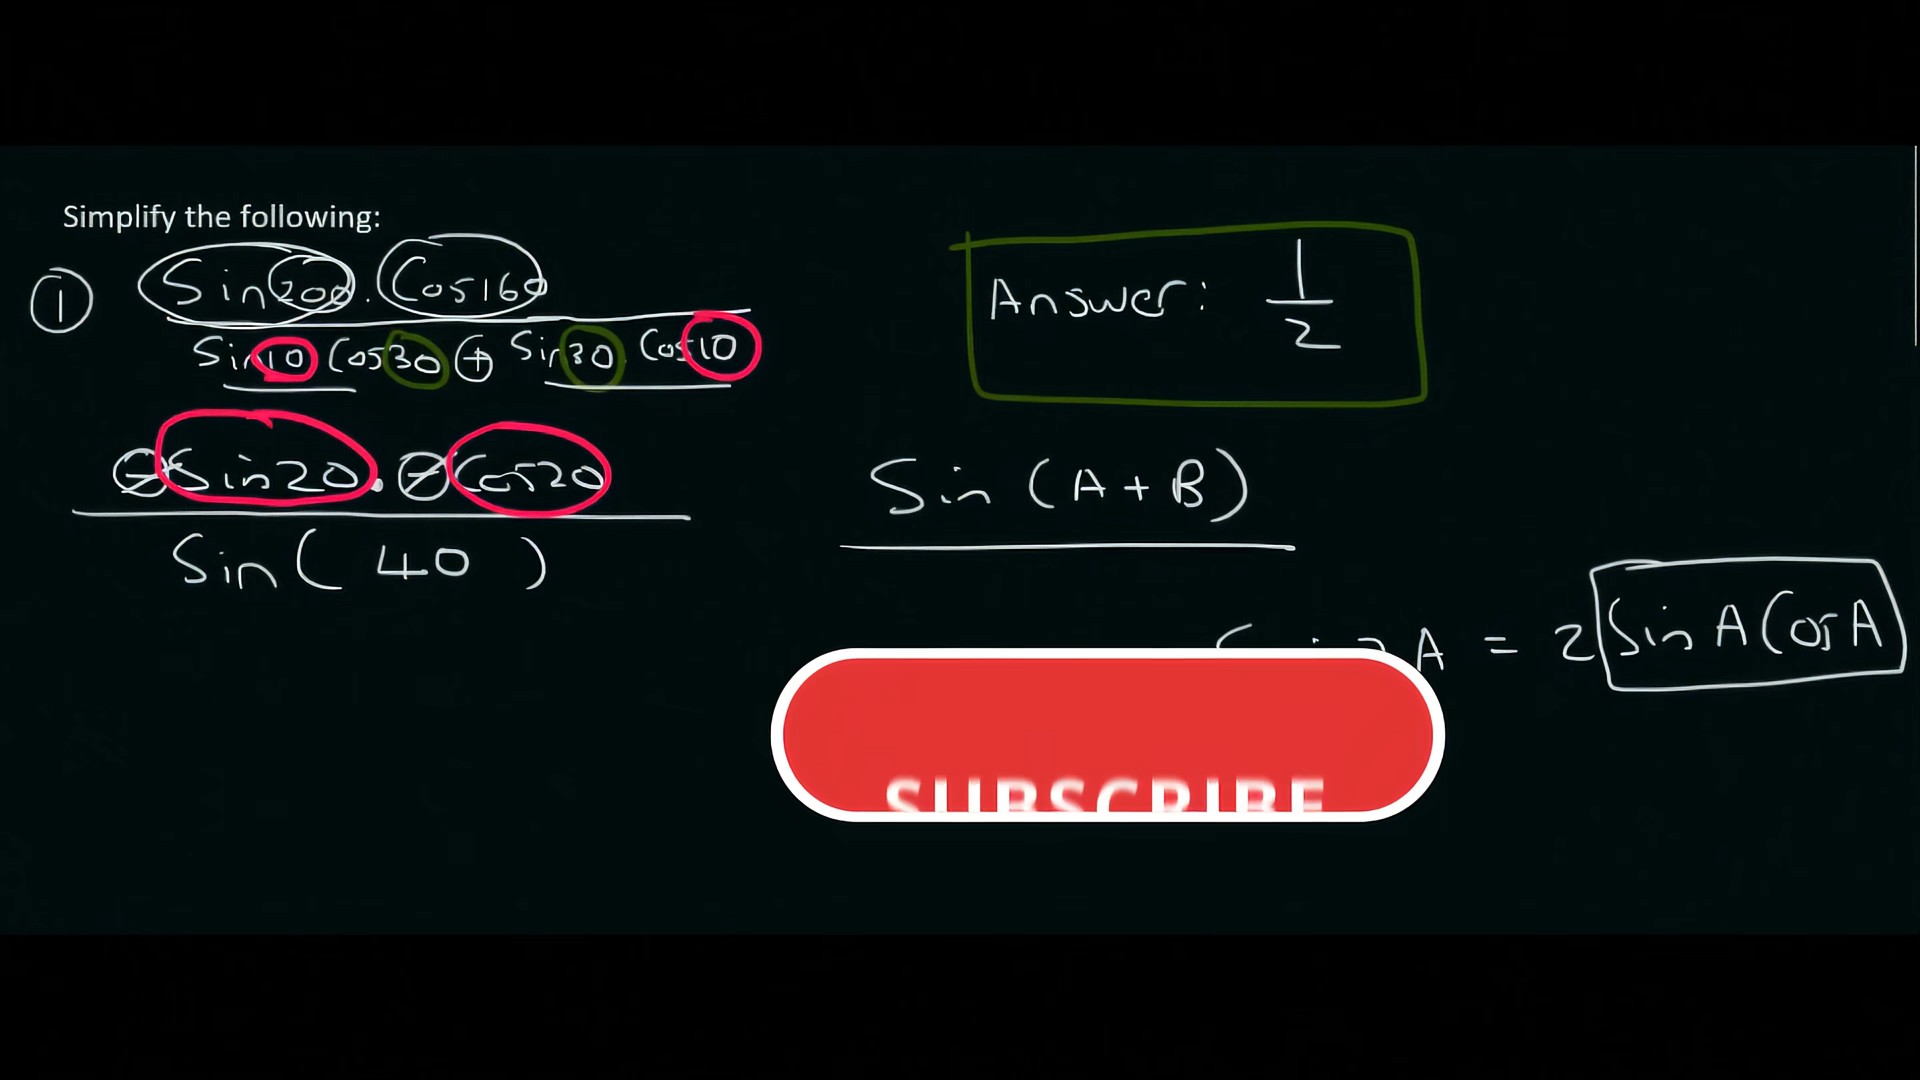 Simplify the following:
① Sin200 . Cos160
Sin10 Cos30 + Sin30 . Cos10
-Sin20 . -Cos20
Sin( 40 )
Answer: 1/2
Sin (A + B)
A = 2 Sin A Cos A
SUBSCRIBE